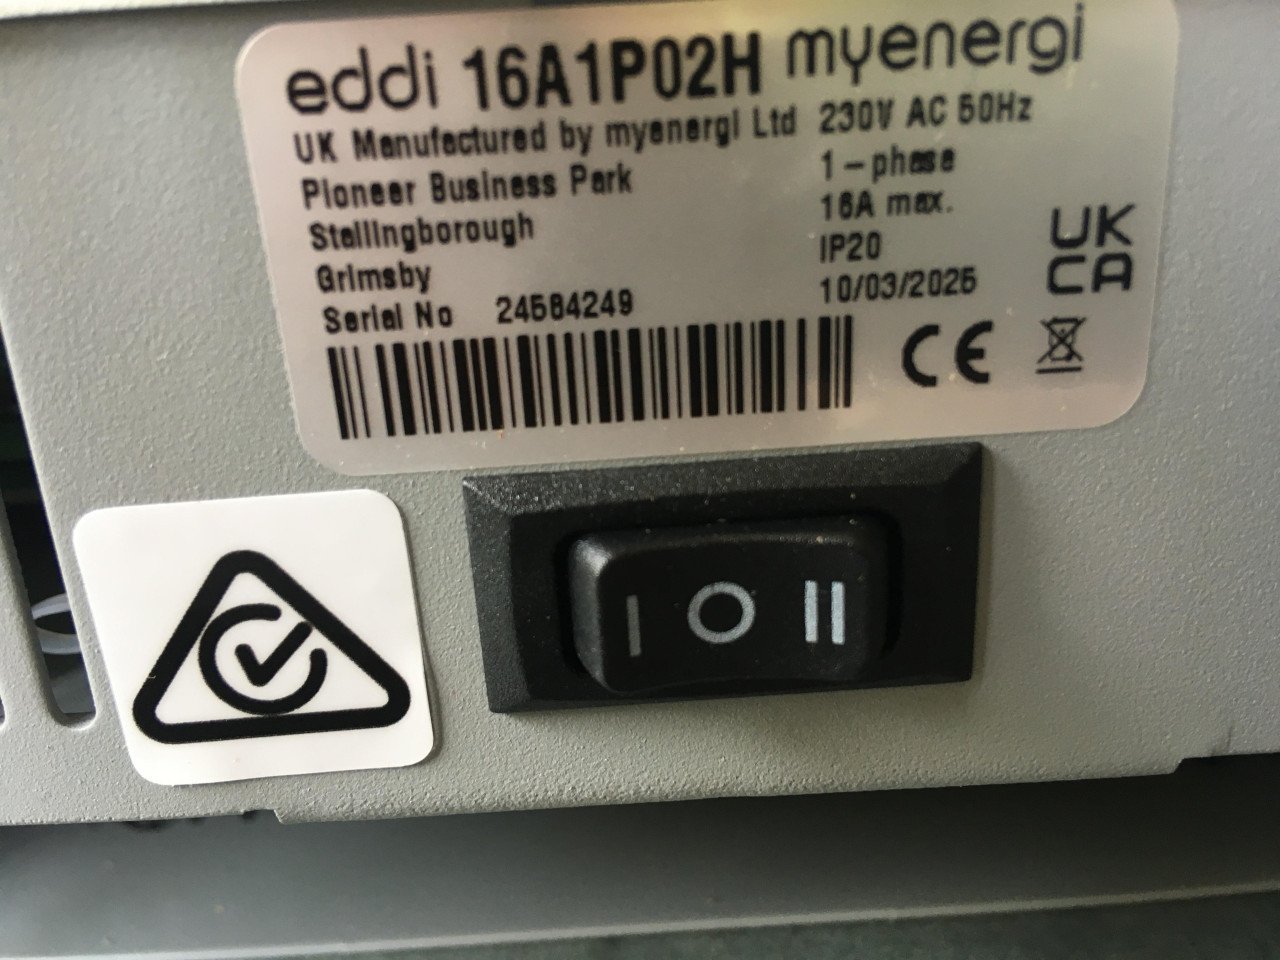 eddi 16A1P02H myenergi
UK Manufactured by myenergi Ltd
Pioneer Business Park
Stallingborough
Grimsby
Serial No 24584249
230V AC 50Hz
1-phase
16A max.
IP20
10/03/2025
UK
CA
CE
I O II